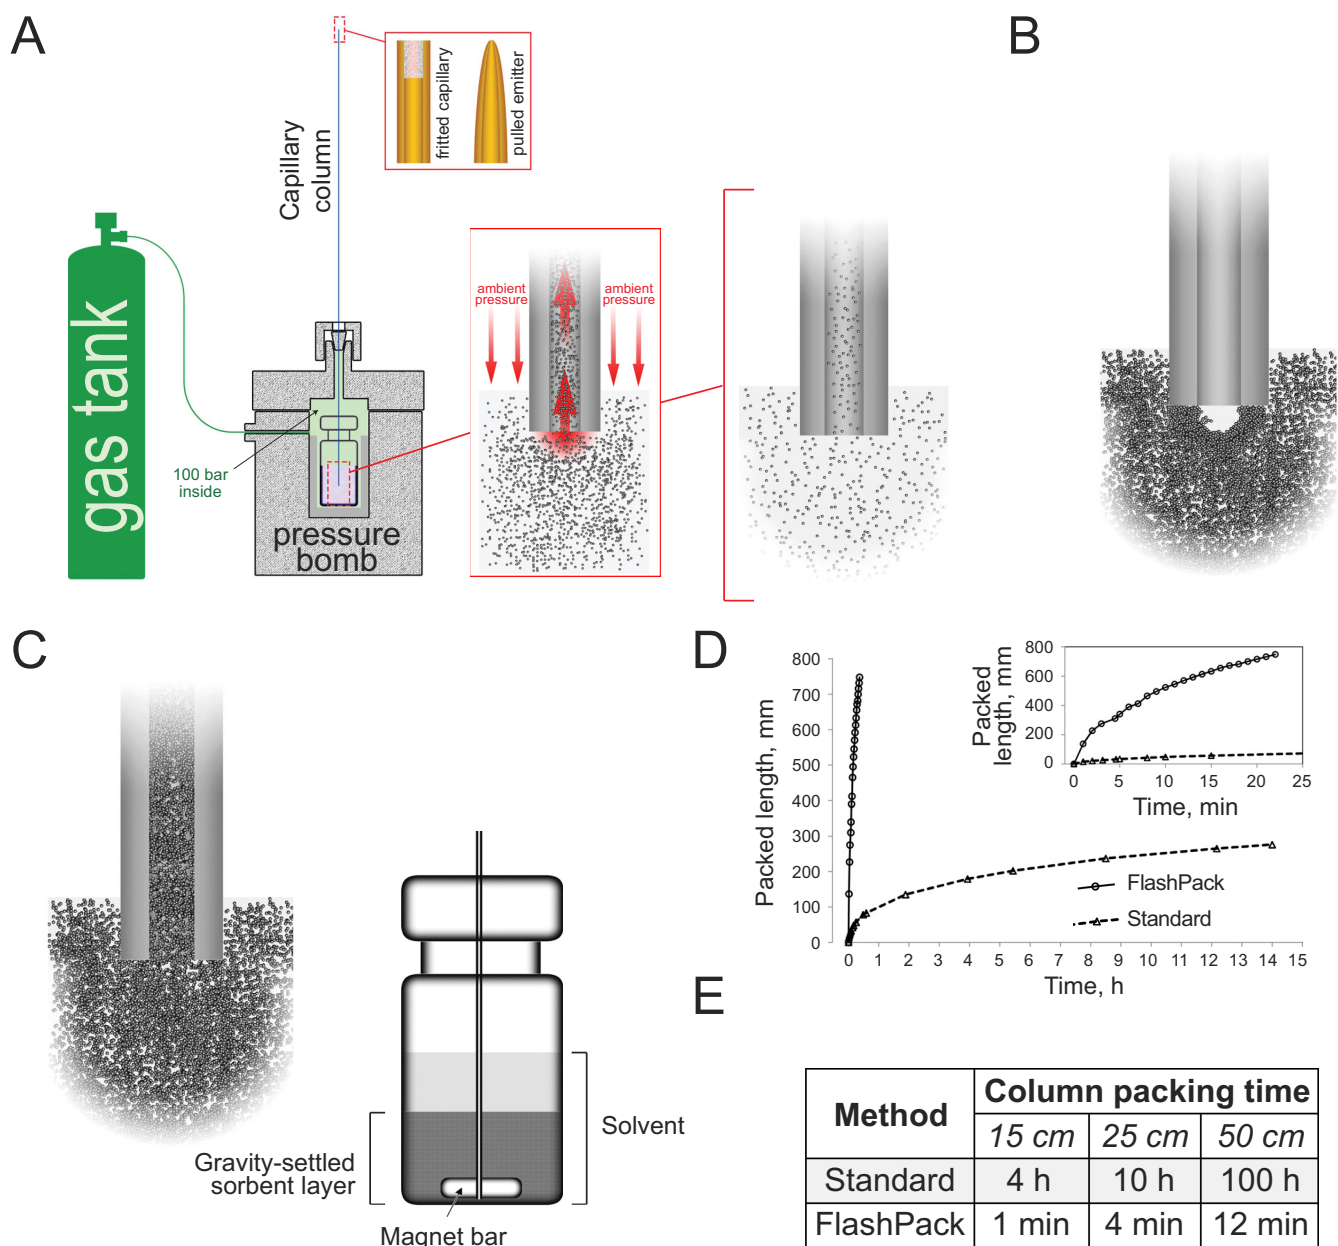 A
B
fritted capillary
pulled emitter
Capillary
column
gas tank
ambient
pressure
ambient
pressure
100 bar
inside
pressure
bomb
C
Gravity-settled
sorbent layer
Solvent
Magnet bar
D
Packed length, mm
800
700
600
500
400
300
200
100
0
0 1 2 3 4 5 6 7 8 9 10 11 12 13 14 15
Time, h
FlashPack
Standard
Packed
length, mm
800
600
400
200
0
0 5 10 15 20 25
Time, min
E
Method Column packing time
15 cm 25 cm 50 cm
Standard 4 h 10 h 100 h
FlashPack 1 min 4 min 12 min